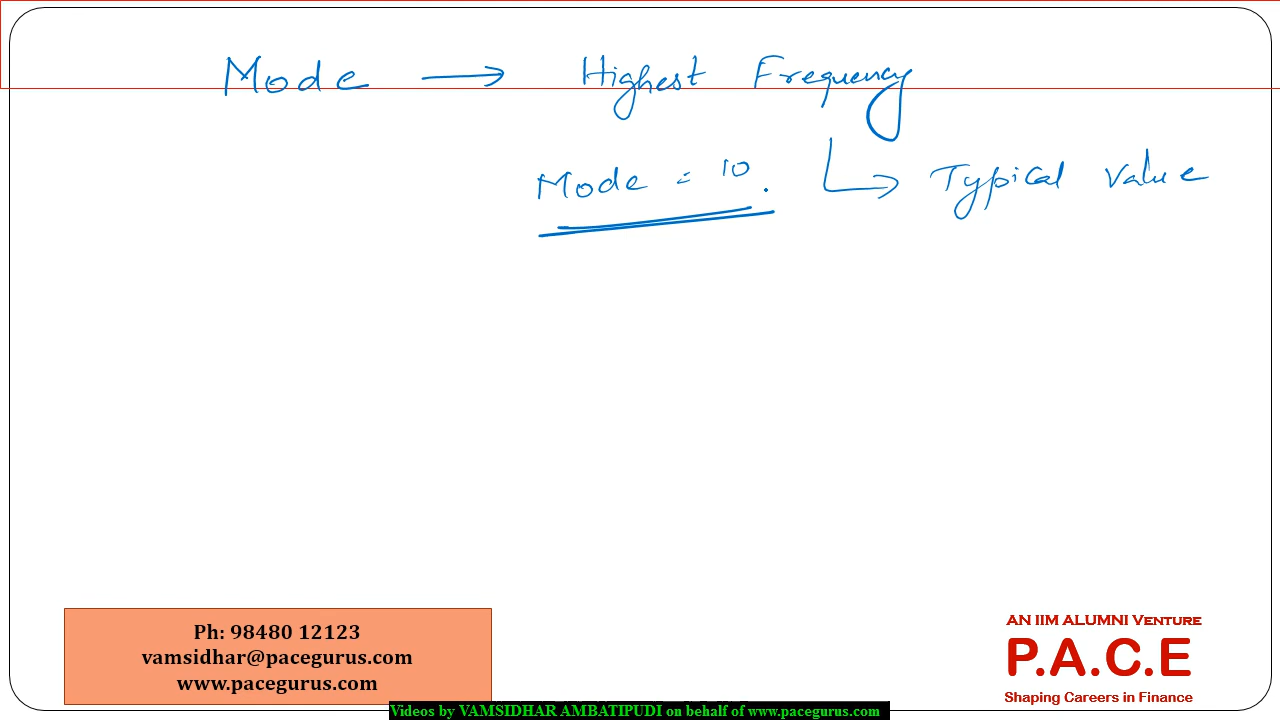 Mode → Highest Frequency
Mode = 10. → Typical Value
Ph: 98480 12123
vamsidhar@pacegurus.com
www.pacegurus.com
AN IIM ALUMNI VENTURE
P.A.C.E
Shaping Careers in Finance
Videos by VAMSIDHAR AMBATIPUDI on behalf of www.pacegurus.com